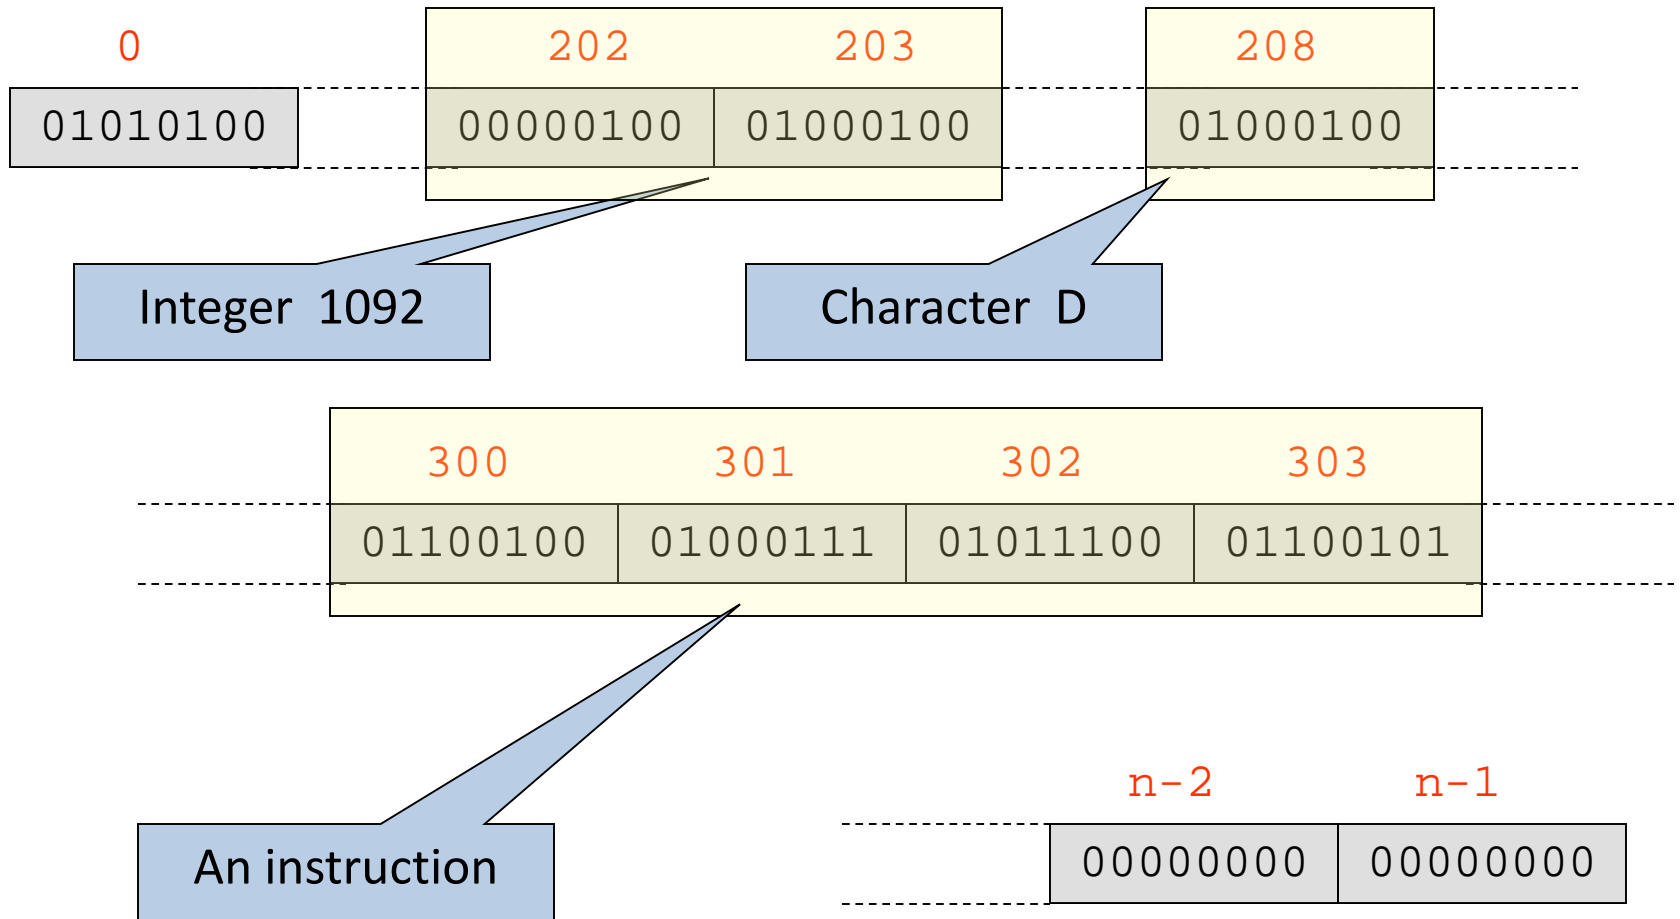 0 202 203 208
01010100 00000100 01000100 01000100
Integer 1092 Character D
300 301 302 303
01100100 01000111 01011100 01100101
n-2 n-1
An instruction 00000000 00000000